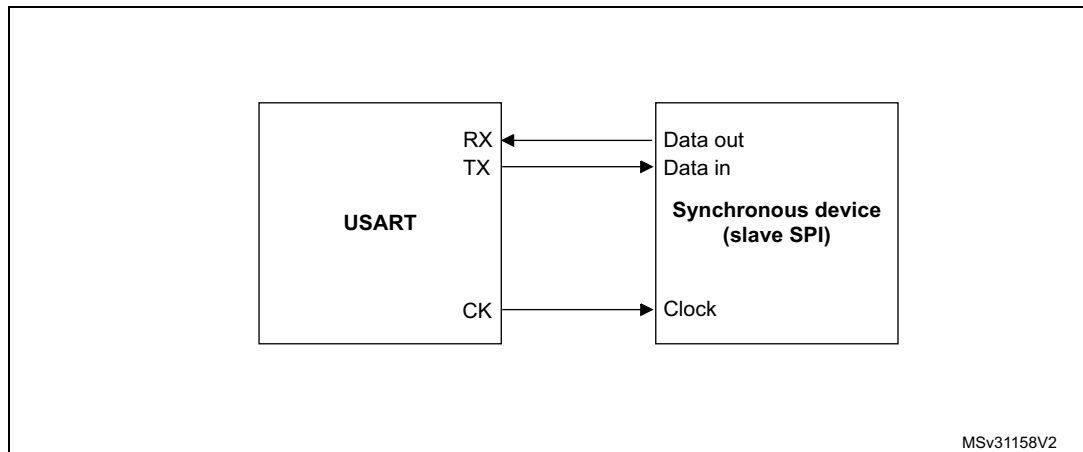 RX
Data out
TX
Data in
USART
Synchronous device
(slave SPI)
CK
Clock
MSv31158V2